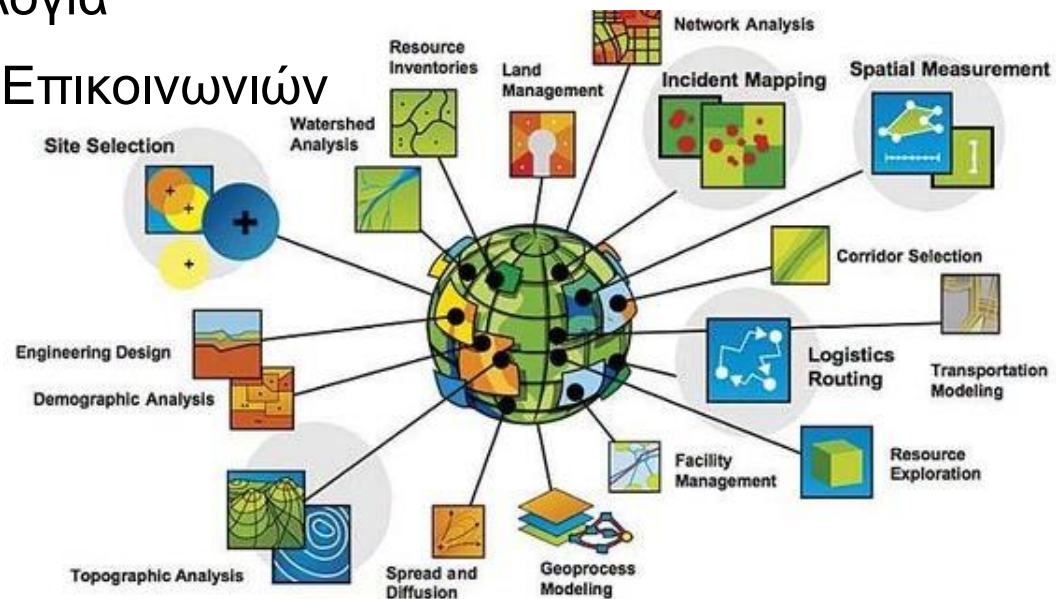 Επικοινωνιών
Network Analysis
Resource
Inventories
Land
Management
Incident Mapping
Spatial Measurement
Watershed
Analysis
Site Selection
Corridor Selection
Engineering Design
Demographic Analysis
Logistics
Routing
Transportation
Modeling
Facility
Management
Resource
Exploration
Topographic Analysis
Spread and
Diffusion
Geoprocess
Modeling